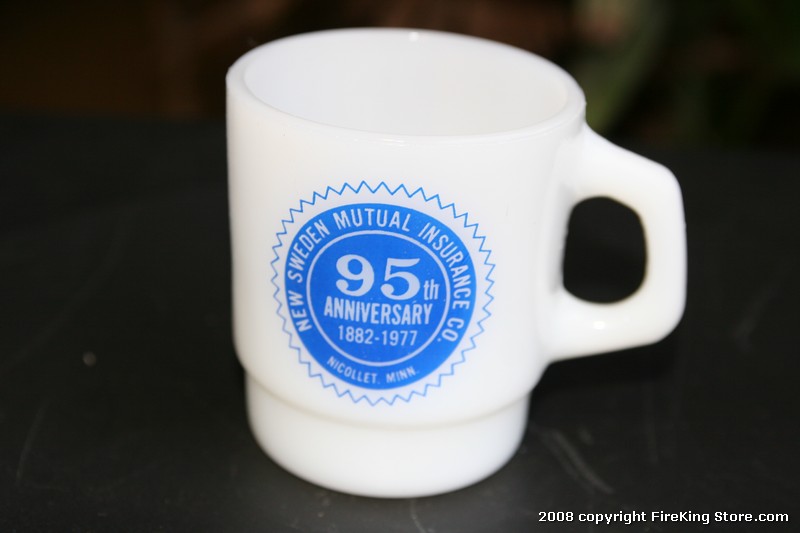 NEW SWEDEN MUTUAL INSURANCE CO.
95th
ANNIVERSARY
1882-1977
NICOLLET, MINN.
2008 copyright FireKing Store.com